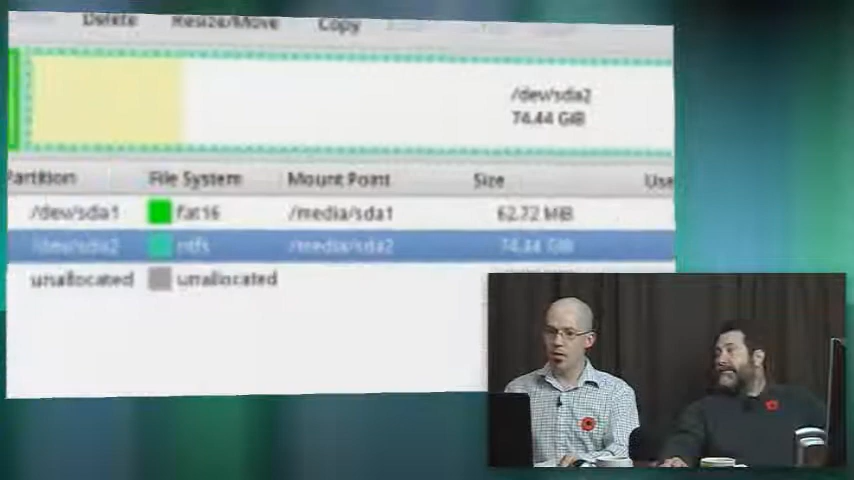 Delete Resize/Move Copy
/dev/sda2
74.44 GiB
Partition File System Mount Point Size Use
/dev/sda1 fat16 /media/sda1 62.72 MiB
/dev/sda2 ntfs /media/sda2 74.44 GiB
unallocated unallocated